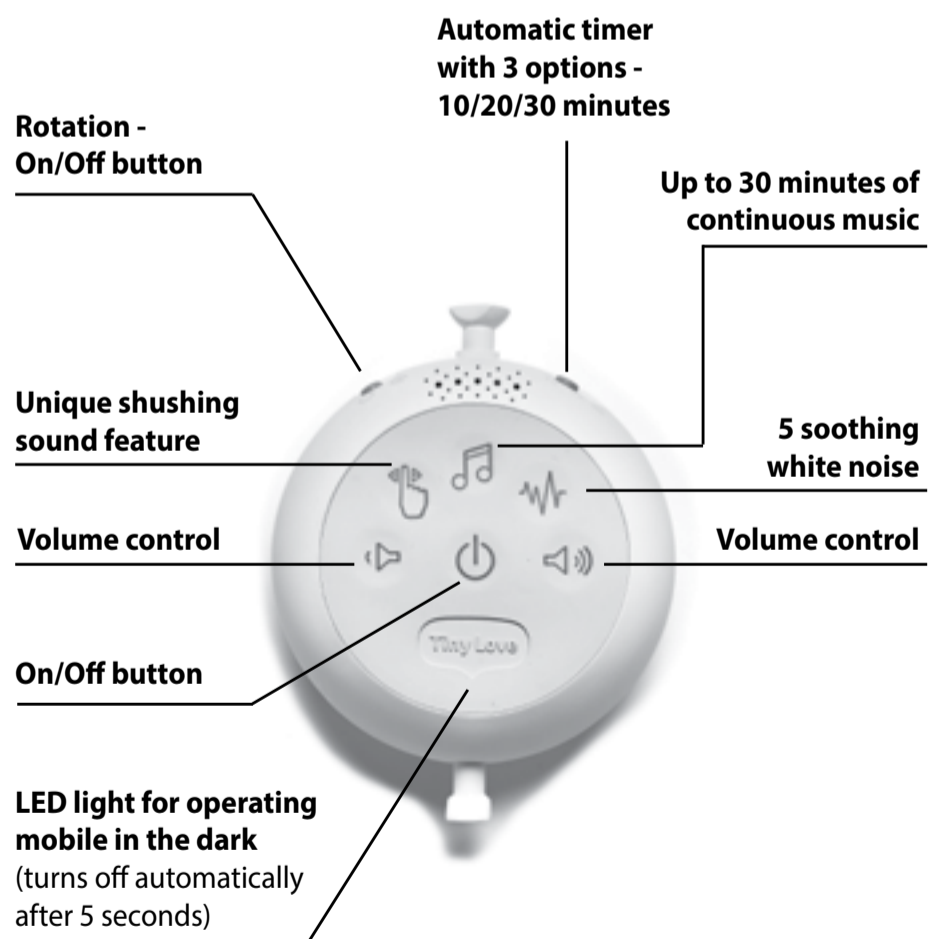 Automatic timer
with 3 options -
10/20/30 minutes
Rotation -
On/Off button
Up to 30 minutes of
continuous music
Unique shushing
sound feature
5 soothing
white noise
Volume control
Volume control
On/Off button
Tiny Love
LED light for operating
mobile in the dark
(turns off automatically
after 5 seconds)